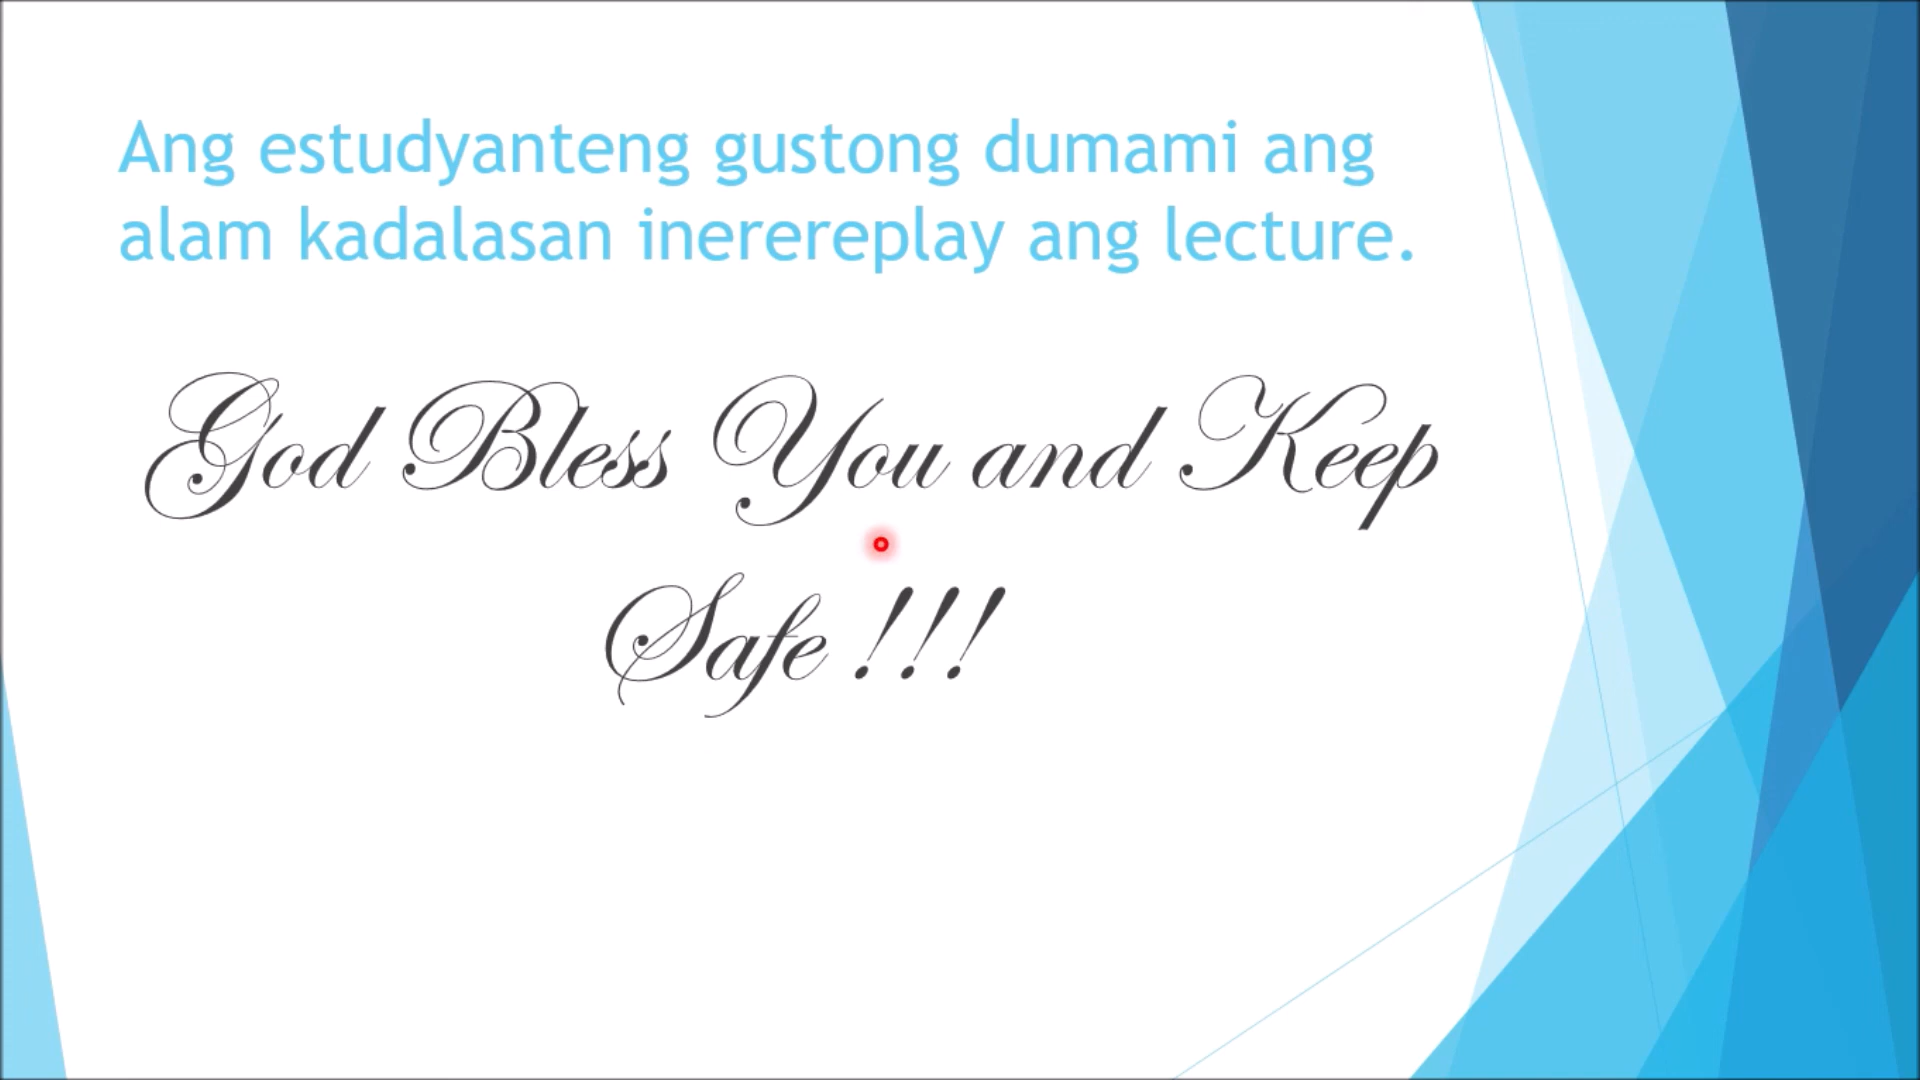 Ang estudyanteng gustong dumami ang
alam kadalasan inerereplay ang lecture.
God Bless You and Keep
Safe !!!